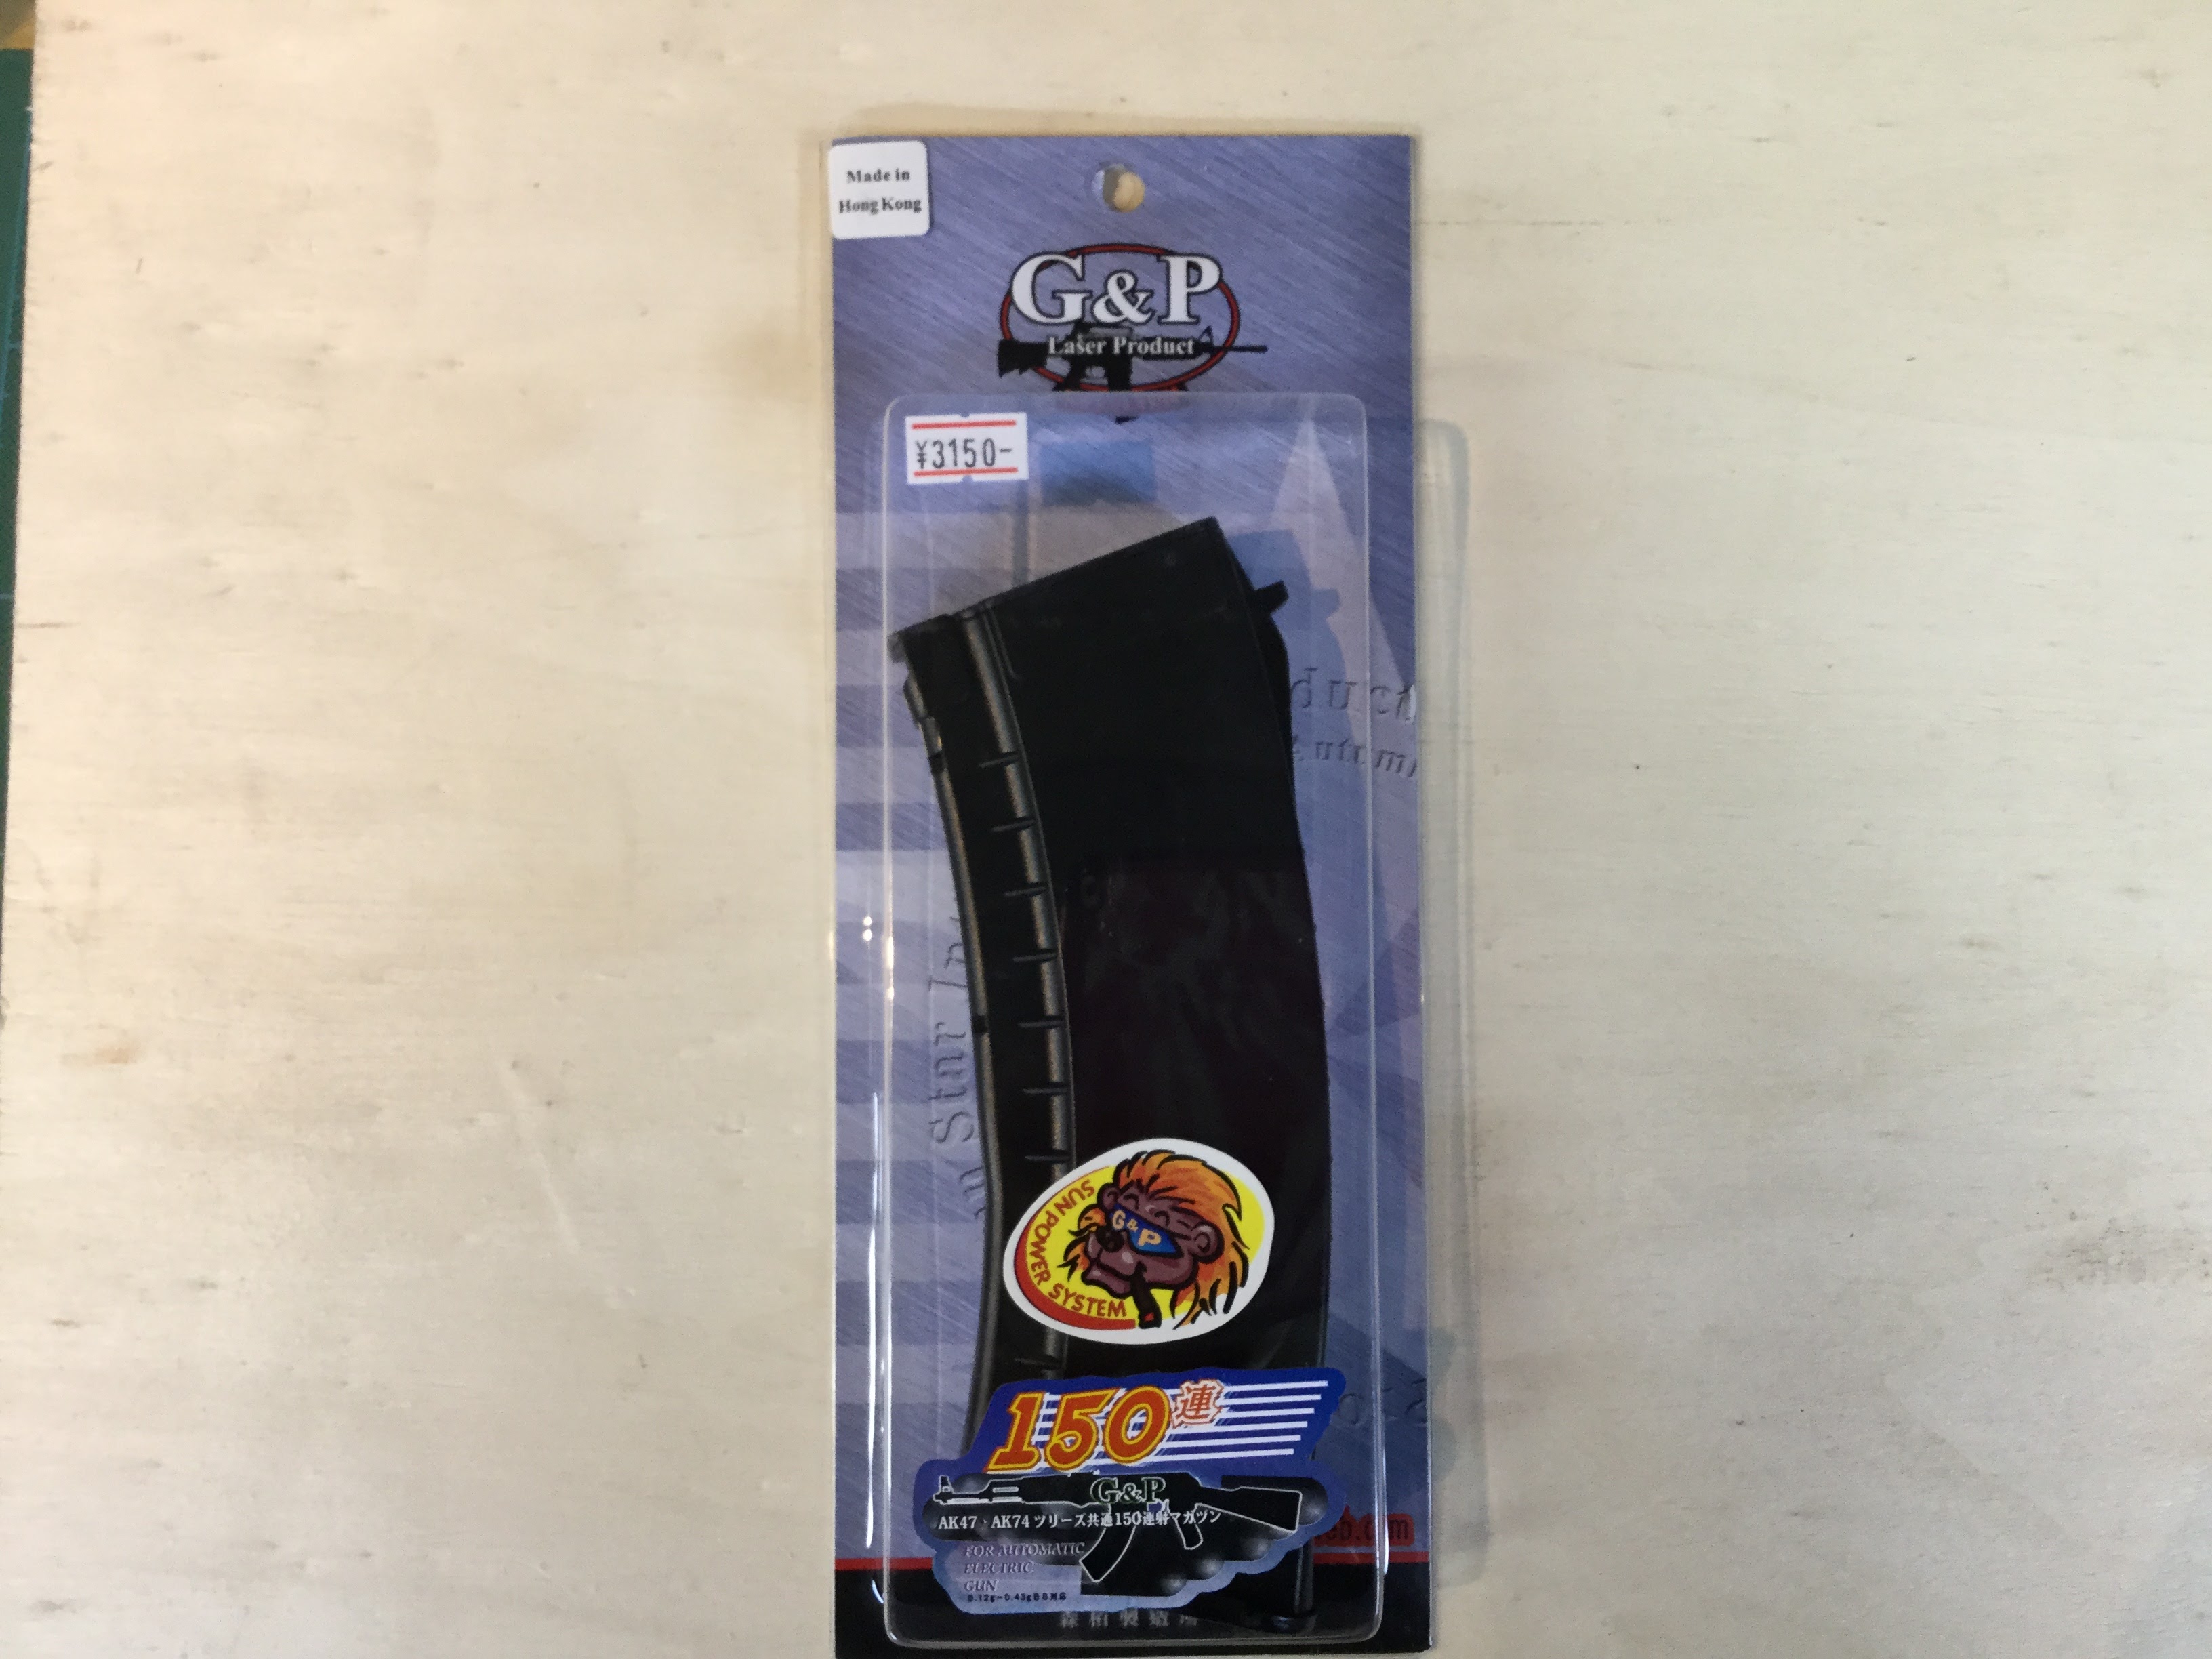 Made in
Hong Kong
G&P
Laser Product
¥3150-
G&P
SUN POWER SYSTEM
150連
G&P
AK47、AK74 ツリーズ共通150連射マガツン
FOR AUTOMATIC
ELECTRIC
GUN